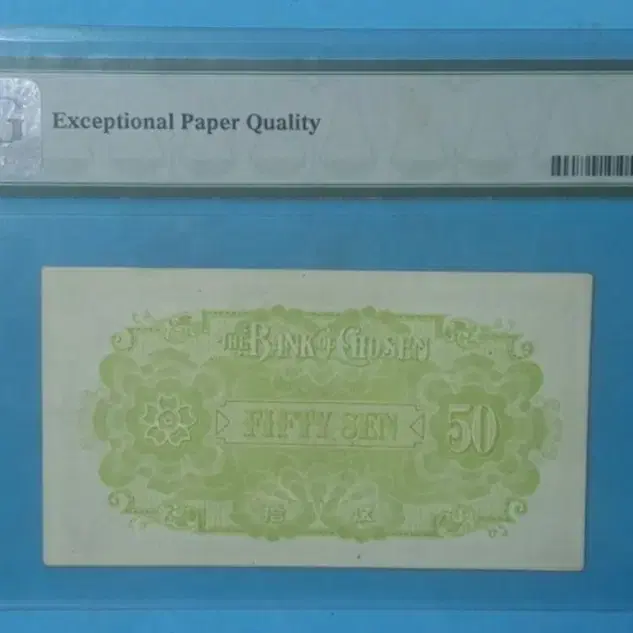 G
Exceptional Paper Quality
THE BANK OF CHOSEN
FIFTY SEN
50